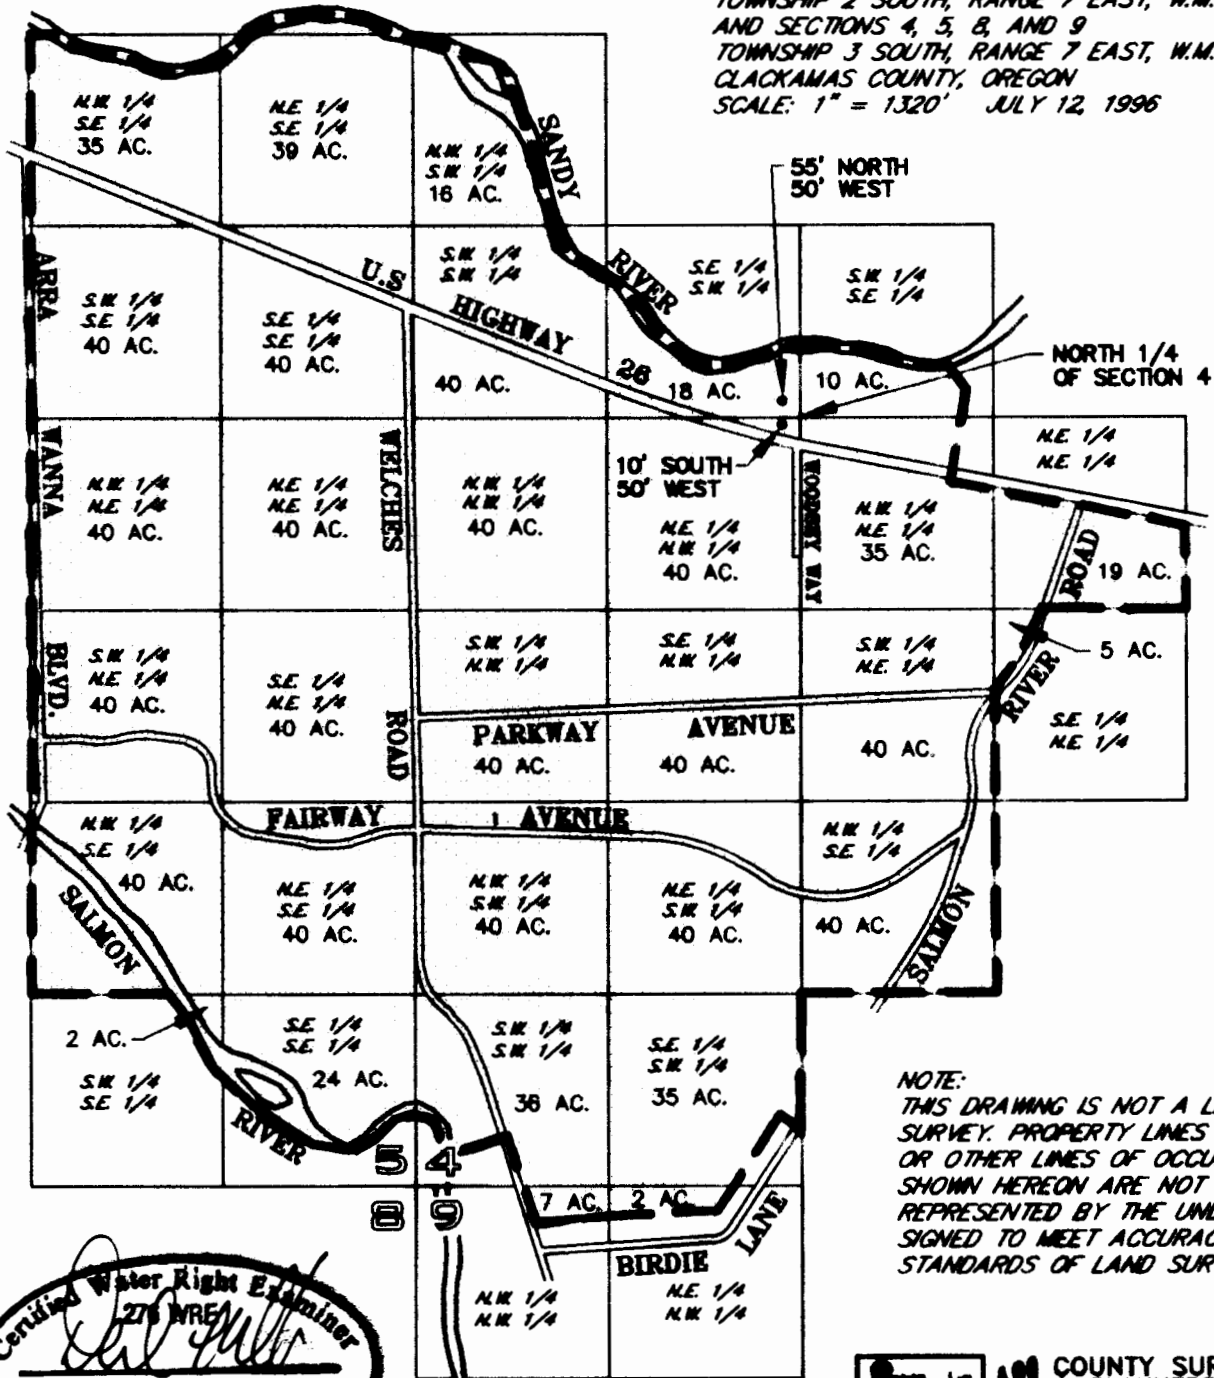 TOWNSHIP 2 SOUTH, RANGE 7 EAST, W.M.
AND SECTIONS 4, 5, 8, AND 9
TOWNSHIP 3 SOUTH, RANGE 7 EAST, W.M.
CLACKAMAS COUNTY, OREGON
SCALE: 1" = 1320' JULY 12, 1996
N.W. 1/4
S.E. 1/4
35 AC.
N.E. 1/4
S.E. 1/4
39 AC.
N.W. 1/4
S.W. 1/4
16 AC.
SANDY
RIVER
55' NORTH
50' WEST
ARRA
WANNA
BLVD.
S.W. 1/4
S.E. 1/4
40 AC.
S.E. 1/4
S.E. 1/4
40 AC.
U.S
HIGHWAY
26
S.W. 1/4
S.W. 1/4
40 AC.
S.E. 1/4
S.W. 1/4
18 AC.
S.W. 1/4
S.E. 1/4
10 AC.
NORTH 1/4
OF SECTION 4
10' SOUTH
50' WEST
N.W. 1/4
N.E. 1/4
40 AC.
N.E. 1/4
N.E. 1/4
40 AC.
WELCHES
ROAD
N.W. 1/4
N.W. 1/4
40 AC.
N.E. 1/4
N.W. 1/4
40 AC.
WAY
N.W. 1/4
N.E. 1/4
35 AC.
N.E. 1/4
N.E. 1/4
19 AC.
ROAD
RIVER
SALMON
5 AC.
S.W. 1/4
N.E. 1/4
40 AC.
S.E. 1/4
N.E. 1/4
40 AC.
S.W. 1/4
N.W. 1/4
S.E. 1/4
N.W. 1/4
S.W. 1/4
N.E. 1/4
PARKWAY AVENUE
40 AC.
40 AC.
40 AC.
S.E. 1/4
N.E. 1/4
FAIRWAY AVENUE
N.W. 1/4
S.E. 1/4
40 AC.
N.E. 1/4
S.E. 1/4
40 AC.
N.W. 1/4
S.W. 1/4
40 AC.
N.E. 1/4
S.W. 1/4
40 AC.
N.W. 1/4
S.E. 1/4
40 AC.
SALMON
RIVER
2 AC.
S.W. 1/4
S.E. 1/4
S.E. 1/4
S.E. 1/4
24 AC.
S.W. 1/4
S.W. 1/4
36 AC.
S.E. 1/4
S.W. 1/4
35 AC.
5 4
8 9
7 AC. 2 AC.
BIRDIE LANE
N.W. 1/4
N.W. 1/4
N.E. 1/4
N.W. 1/4
NOTE:
THIS DRAWING IS NOT A
SURVEY. PROPERTY LINES
OR OTHER LINES OF
SHOWN HEREON ARE NOT
REPRESENTED BY THE
SIGNED TO MEET
STANDARDS OF LAND
Certified Water Right Examiner
276 WRE
COUNTY